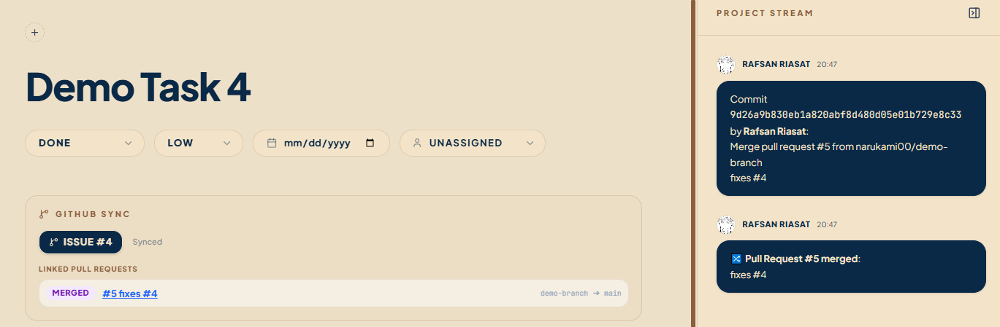 +
Demo Task 4
DONE
LOW
mm/dd/yyyy
UNASSIGNED
GITHUB SYNC
ISSUE #4
Synced
LINKED PULL REQUESTS
MERGED
#5 fixes #4
demo-branch → main
PROJECT STREAM
RAFSAN RIASAT 20:47
Commit
9d26a9b830eb1a820abf8d480d05e01b729e8c33
by Rafsan Riasat:
Merge pull request #5 from narukami00/demo-
branch
fixes #4
RAFSAN RIASAT 20:47
🔀 Pull Request #5 merged:
fixes #4